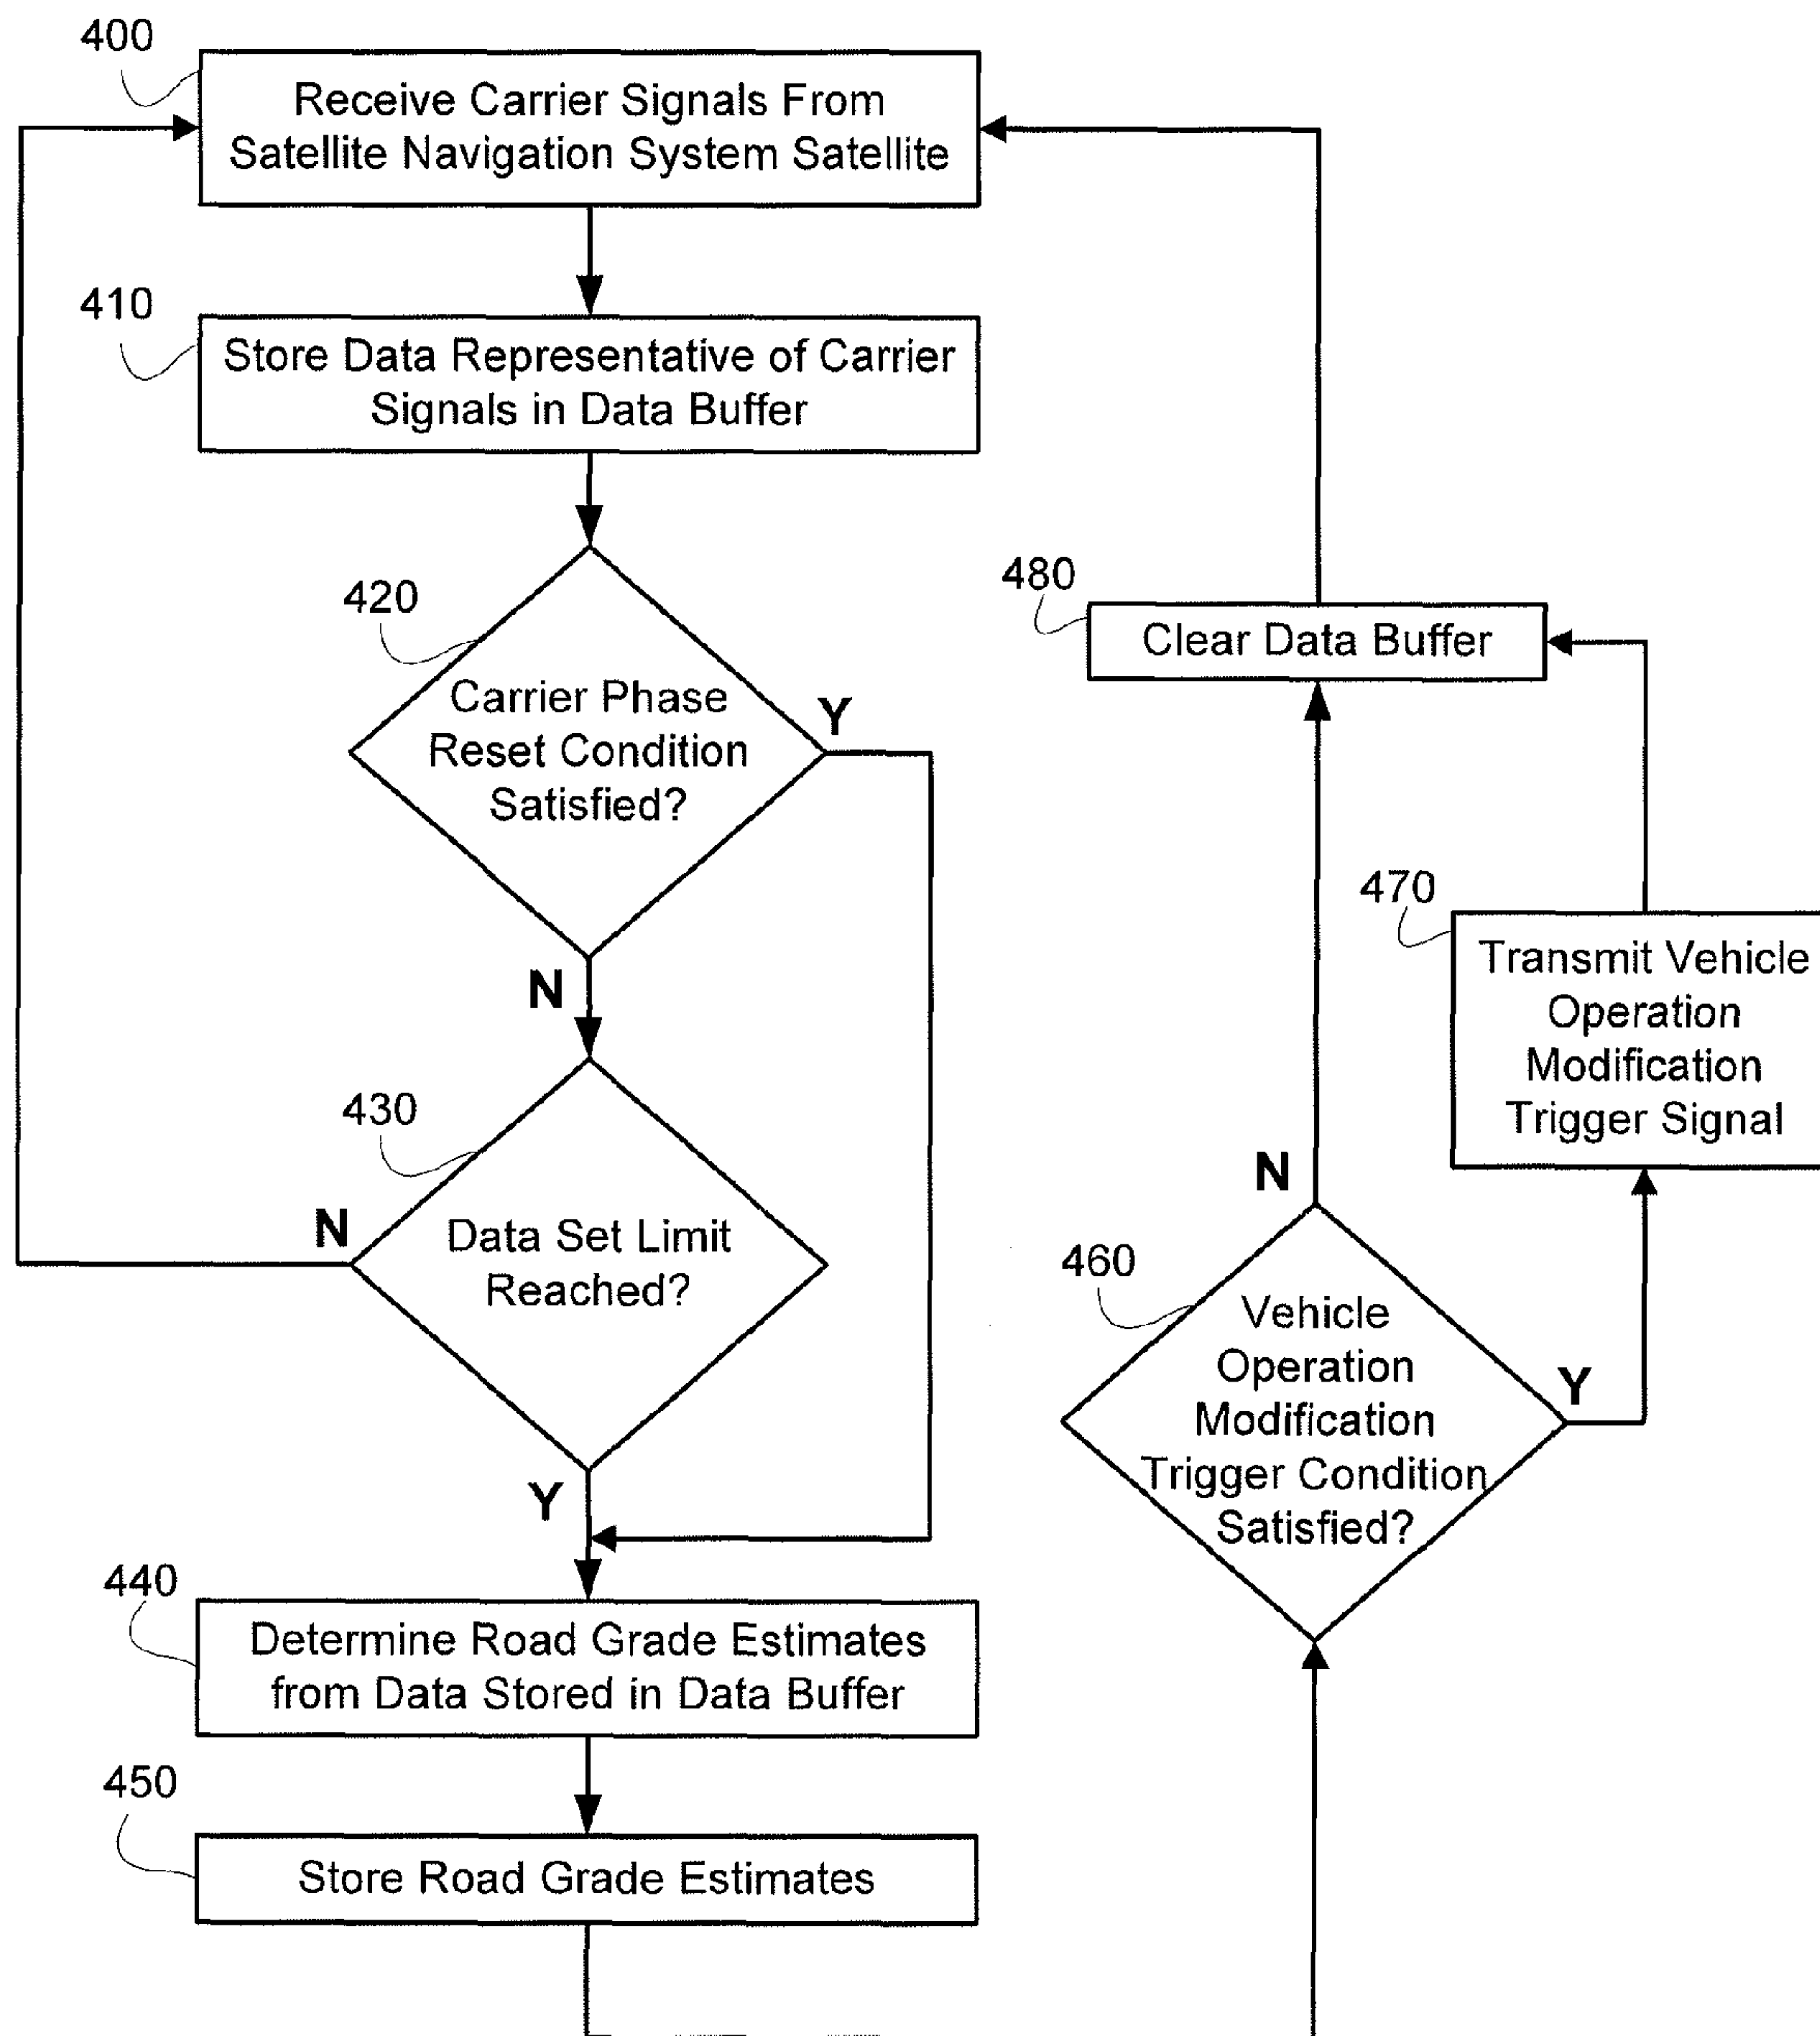 400
Receive Carrier Signals From
Satellite Navigation System Satellite
410
Store Data Representative of Carrier
Signals in Data Buffer
420
Carrier Phase
Reset Condition
Satisfied?
Y
N
430
Data Set Limit
Reached?
N
Y
440
Determine Road Grade Estimates
from Data Stored in Data Buffer
450
Store Road Grade Estimates
460
Vehicle
Operation
Modification
Trigger Condition
Satisfied?
N
Y
470
Transmit Vehicle
Operation
Modification
Trigger Signal
480
Clear Data Buffer